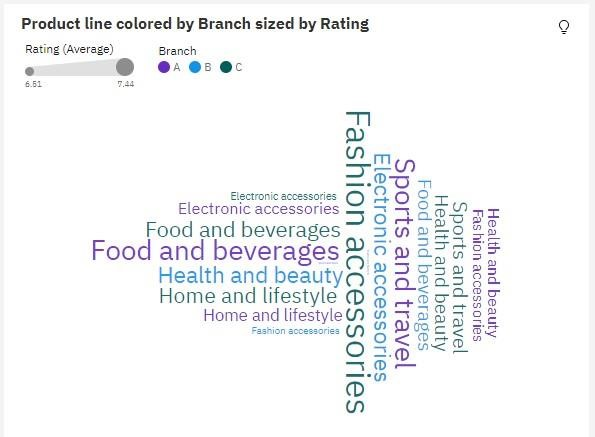 Product line colored by Branch sized by Rating
Rating (Average)
6.51
7.44
Branch
A
B
C
Electronic accessories
Electronic accessories
Food and beverages
Food and beverages
Health and beauty
Home and lifestyle
Home and lifestyle
Fashion accessories
Fashion accessories
Electronic accessories
Sports and travel
Food and beverages
Health and beauty
Sports and travel
Fashion accessories
Health and beauty